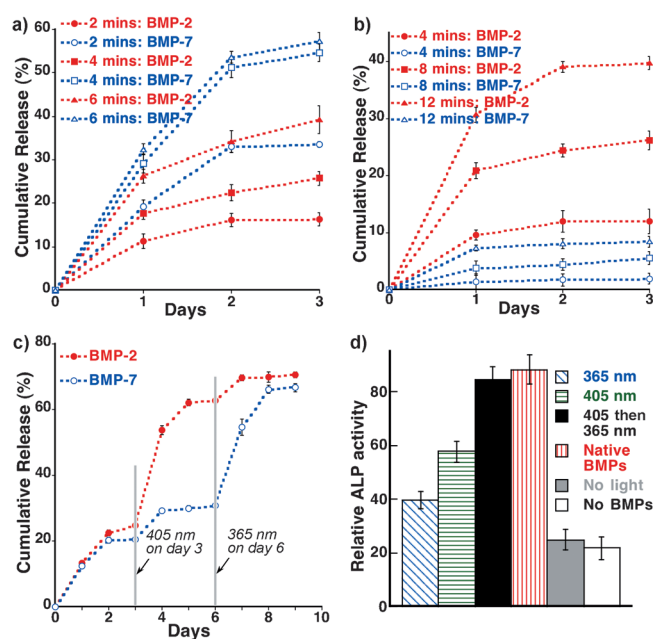 a)
60
50
40
30
20
10
0
Cumulative Release (%)
2 mins: BMP-2
2 mins: BMP-7
4 mins: BMP-2
4 mins: BMP-7
6 mins: BMP-2
6 mins: BMP-7
0
1
2
3
Days
b)
40
30
20
10
0
Cumulative Release (%)
4 mins: BMP-2
4 mins: BMP-7
8 mins: BMP-2
8 mins: BMP-7
12 mins: BMP-2
12 mins: BMP-7
0
1
2
3
Days
c)
80
60
40
20
0
Cumulative Release (%)
BMP-2
BMP-7
405 nm
on day 3
365 nm
on day 6
0
2
4
6
8
10
Days
d)
80
60
40
20
0
Relative ALP activity
365 nm
405 nm
405 then
365 nm
Native
BMPs
No light
No BMPs